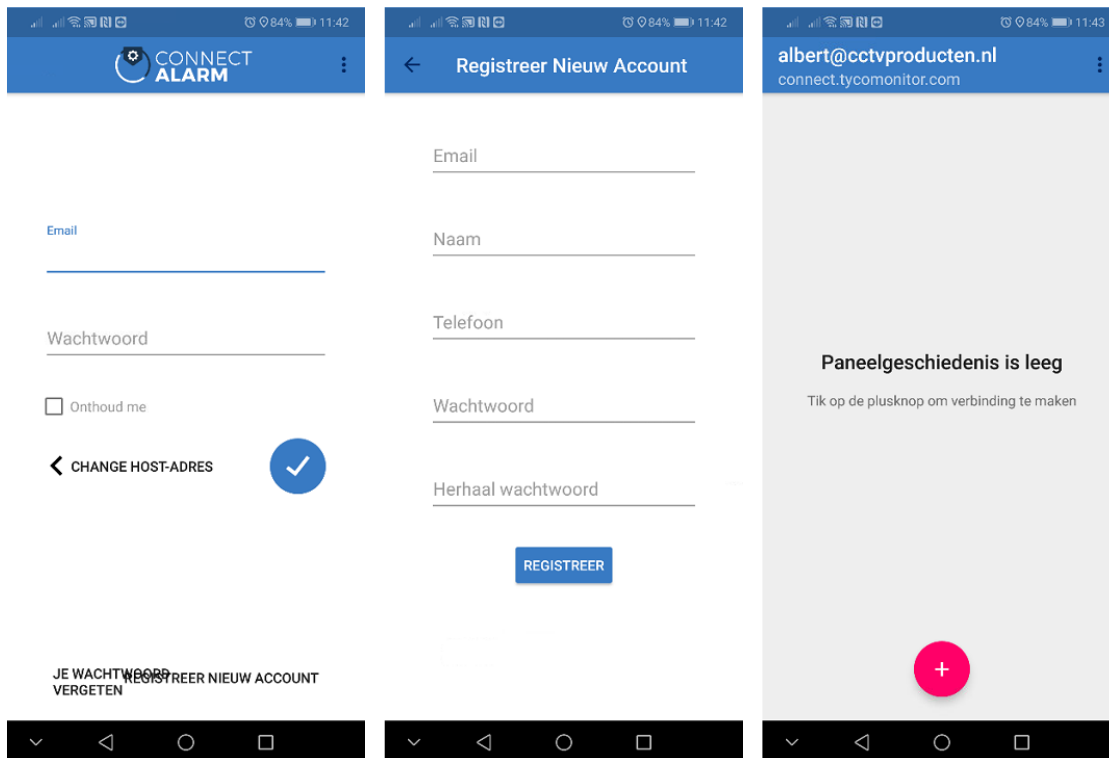 84% 11:42
CONNECT
ALARM
Email
Wachtwoord
Onthoud me
CHANGE HOST-ADRES
JE WACHTWOORD
VERGETEN
REGISTREER NIEUW ACCOUNT
84% 11:42
Registreer Nieuw Account
Email
Naam
Telefoon
Wachtwoord
Herhaal wachtwoord
REGISTREER
84% 11:43
albert@cctvproducten.nl
connect.tycomonitor.com
Paneelgeschiedenis is leeg
Tik op de plusknop om verbinding te maken
+